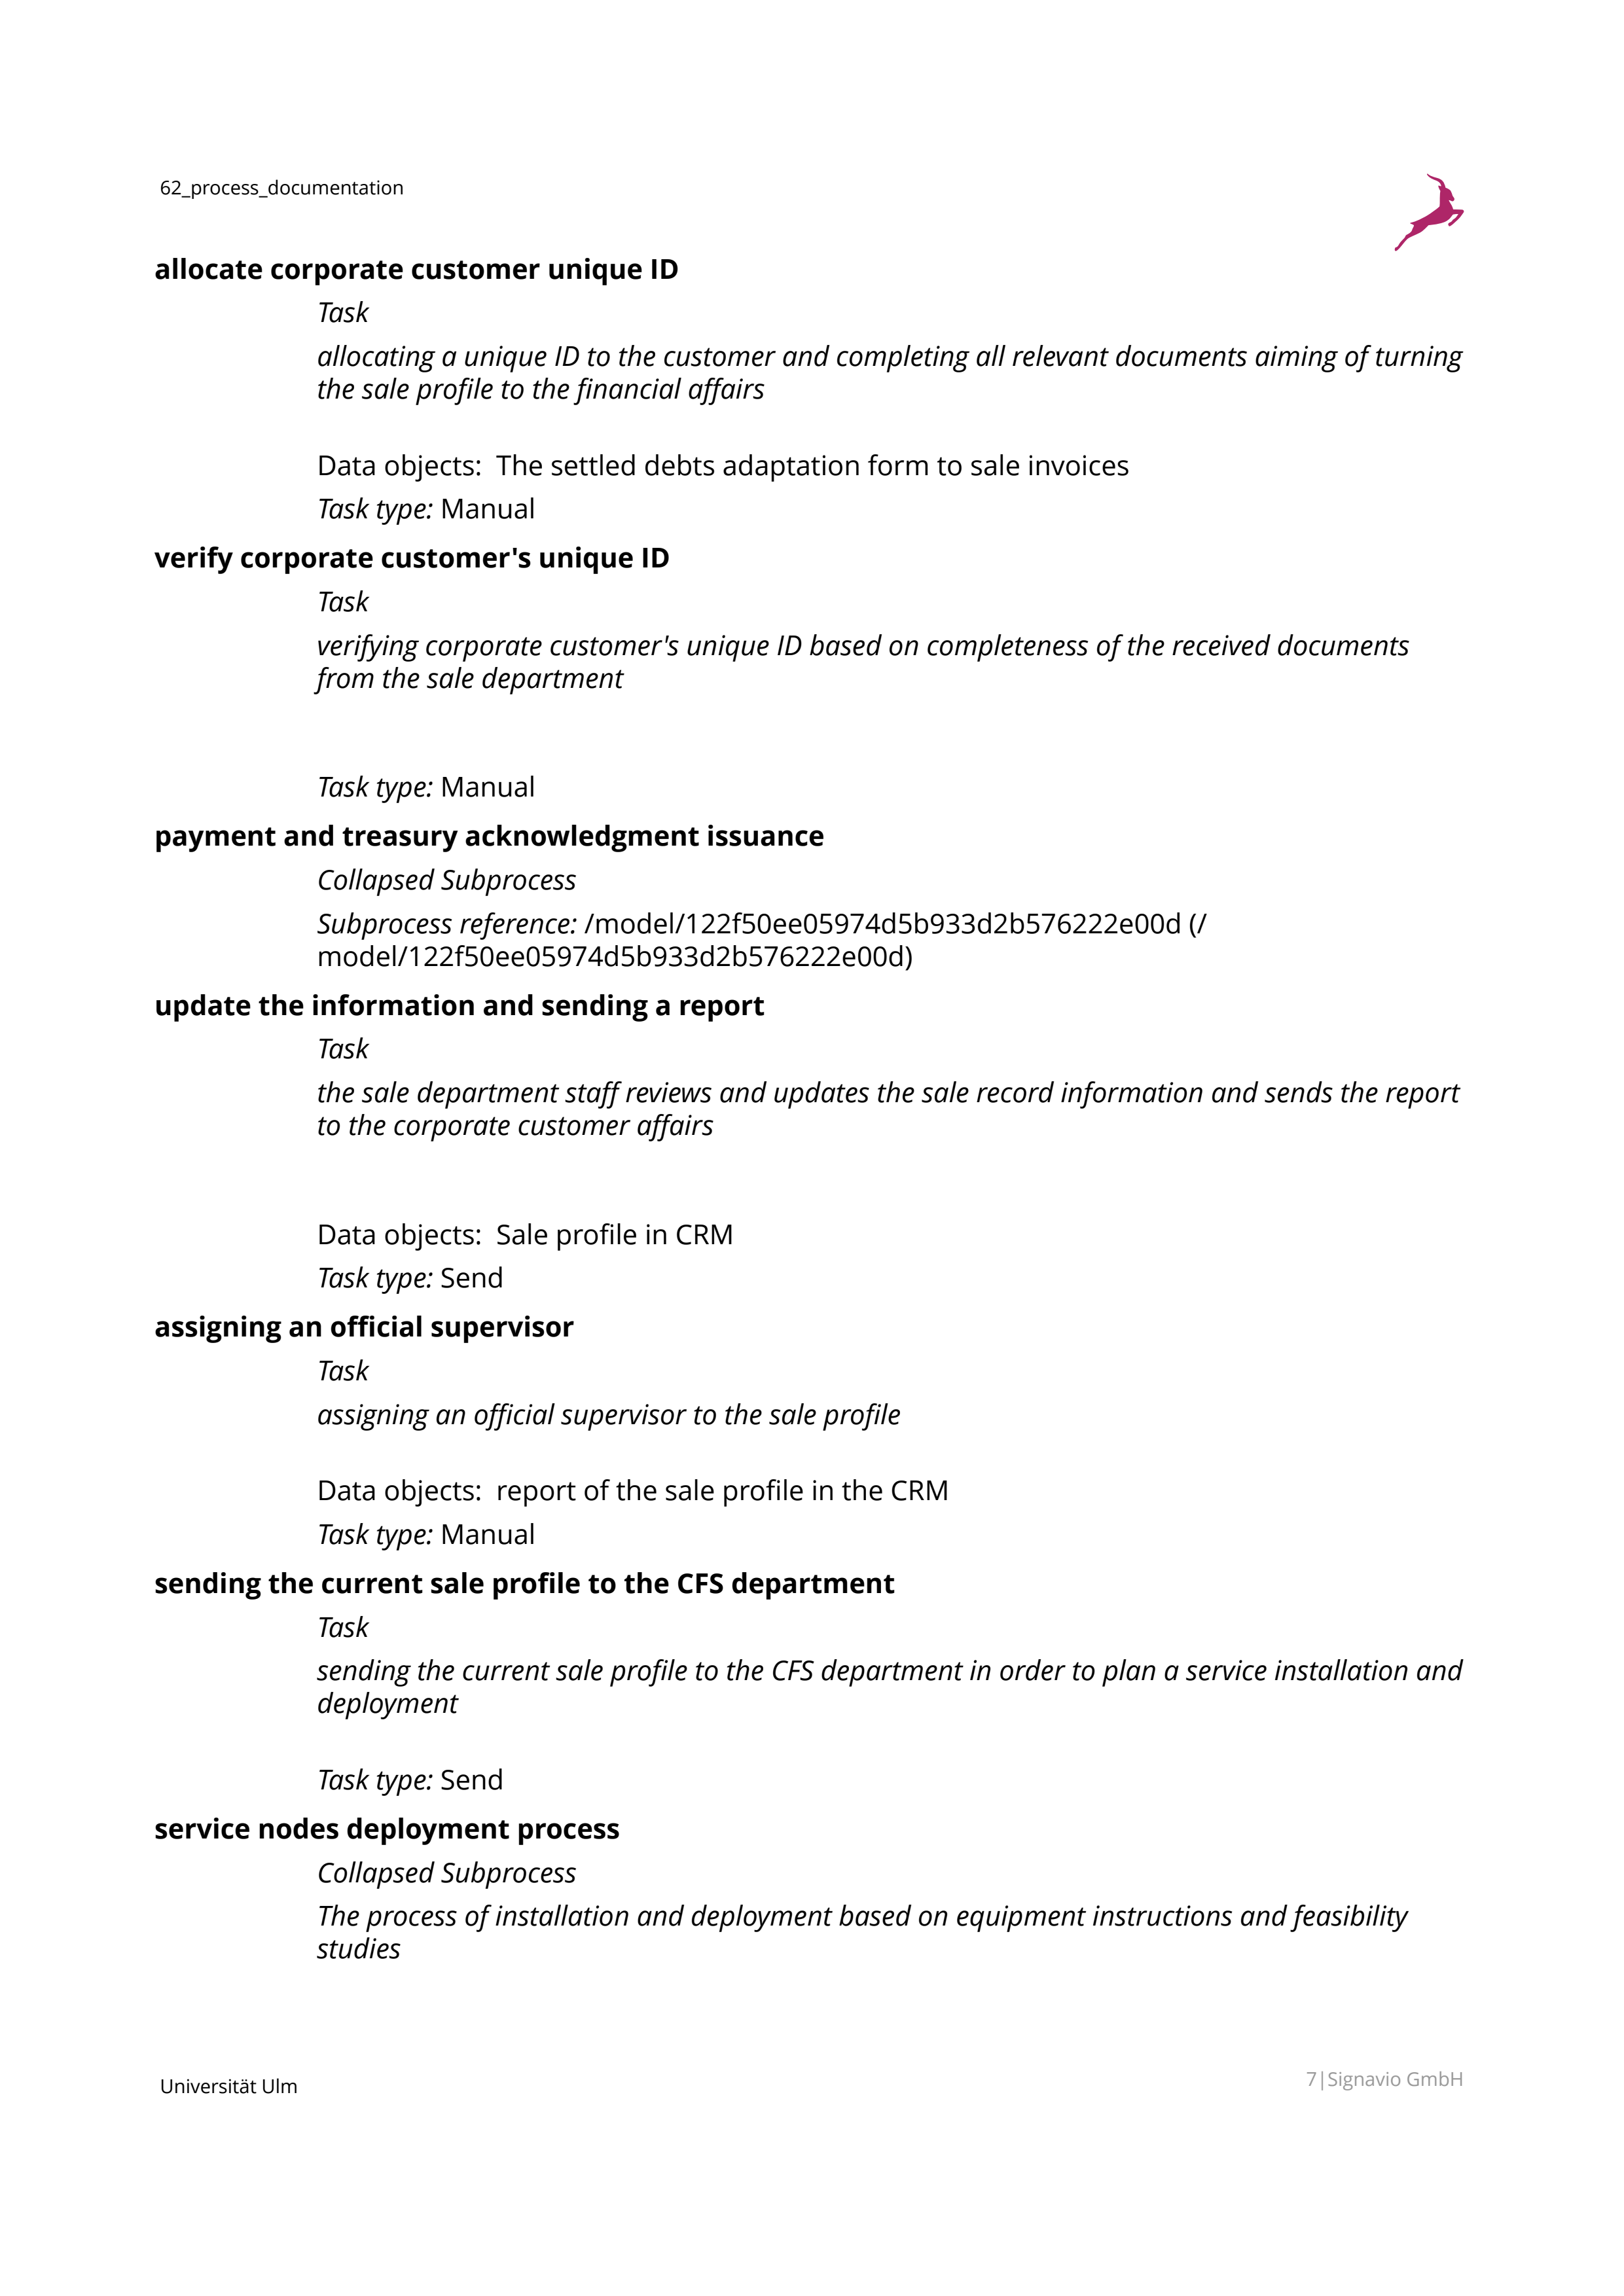 62_process_documentation
allocate corporate customer unique ID
Task
allocating a unique ID to the customer and completing all relevant documents aiming of turning
the sale profile to the financial affairs
Data objects:  The settled debts adaptation form to sale invoices
Task type: Manual
verify corporate customer's unique ID
Task
verifying corporate customer's unique ID based on completeness of the received documents
from the sale department
Task type: Manual
payment and treasury acknowledgment issuance
Collapsed Subprocess
Subprocess reference: /model/122f50ee05974d5b933d2b576222e00d (/
model/122f50ee05974d5b933d2b576222e00d)
update the information and sending a report
Task
the sale department staff reviews and updates the sale record information and sends the report
to the corporate customer affairs
Data objects:  Sale profile in CRM
Task type: Send
assigning an official supervisor
Task
assigning an official supervisor to the sale profile
Data objects:  report of the sale profile in the CRM
Task type: Manual
sending the current sale profile to the CFS department
Task
sending the current sale profile to the CFS department in order to plan a service installation and
deployment
Task type: Send
service nodes deployment process
Collapsed Subprocess
The process of installation and deployment based on equipment instructions and feasibility
studies
Universität Ulm
7|Signavio GmbH